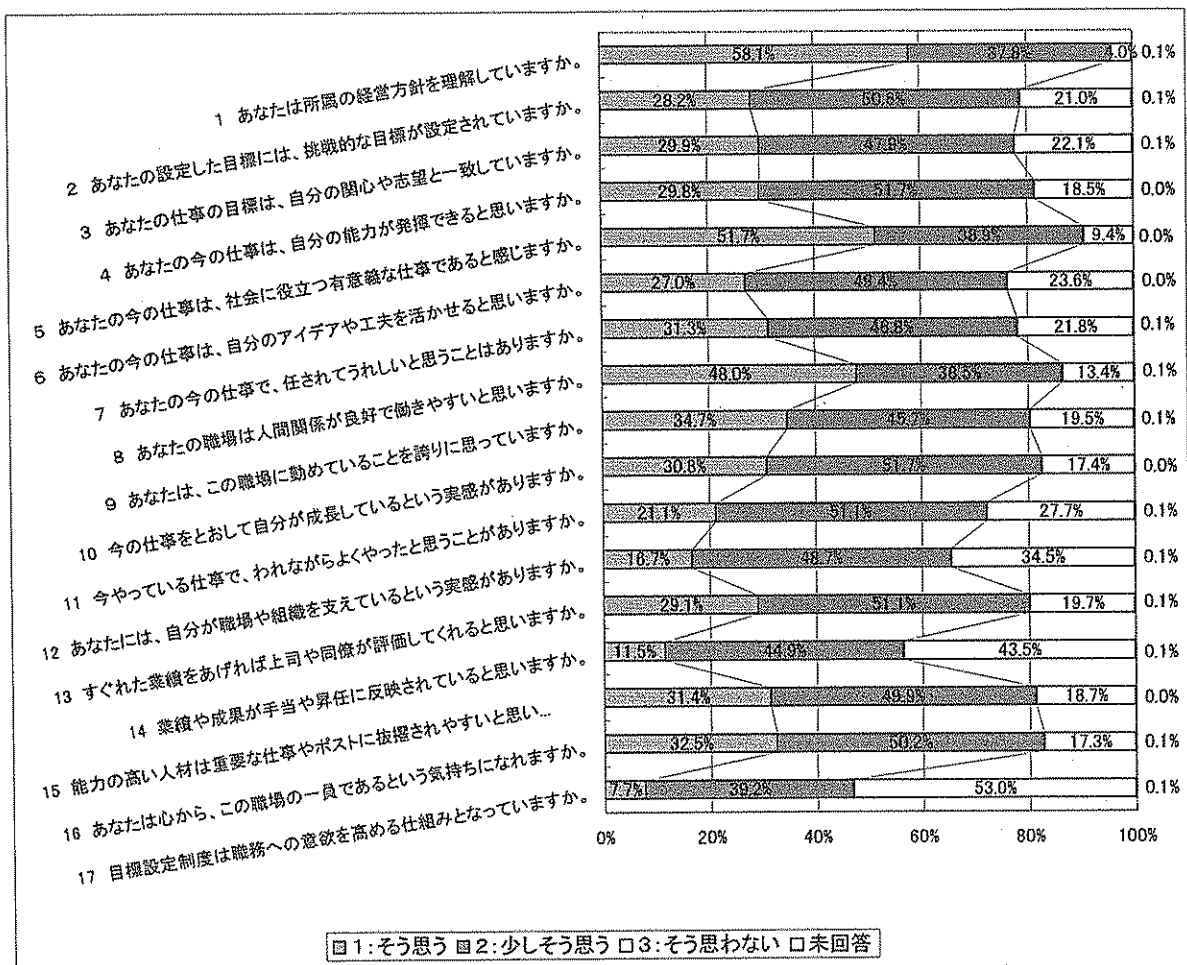 58.1% 37.8% 4.0% 0.1%
1 あなたは所属の経営方針を理解していますか。
28.2% 50.6% 21.0% 0.1%
2 あなたの設定した目標には、挑戦的な目標が設定されていますか。
29.9% 47.9% 22.1% 0.1%
3 あなたの仕事の目標は、自分の関心や志望と一致していますか。
29.8% 51.7% 18.5% 0.0%
4 あなたの今の仕事は、自分の能力が発揮できると思いますか。
51.7% 38.9% 9.4% 0.0%
5 あなたの今の仕事は、社会に役立つ有意義な仕事であると感じますか。
27.0% 49.4% 23.6% 0.0%
6 あなたの今の仕事は、自分のアイデアや工夫を活かせると思いますか。
31.3% 46.8% 21.8% 0.1%
7 あなたの今の仕事で、任されてうれしいと思うことはありますか。
48.0% 38.5% 13.4% 0.1%
8 あなたの職場は人間関係が良好で働きやすいと思いますか。
34.7% 45.7% 19.5% 0.1%
9 あなたは、この職場に勤めていることを誇りに思っていますか。
30.8% 51.7% 17.4% 0.0%
10 今の仕事をとおして自分が成長しているという実感がありますか。
21.1% 51.1% 27.7% 0.1%
11 今やっている仕事で、われながらよくやったと思うことがありますか。
16.7% 48.7% 34.5% 0.1%
12 あなたには、自分が職場や組織を支えているという実感がありますか。
29.1% 51.1% 19.7% 0.1%
13 すぐれた業績をあげれば上司や同僚が評価してくれると思いますか。
11.5% 44.9% 43.5% 0.1%
14 業績や成果が手当や昇任に反映されていると思いますか。
31.4% 49.9% 18.7% 0.0%
15 能力の高い人材は重要な仕事やポストに抜擢されやすいと思い...
32.5% 50.2% 17.3% 0.1%
16 あなたは心から、この職場の一員であるという気持ちになれますか。
7.7% 39.2% 53.0% 0.1%
17 目標設定制度は職務への意欲を高める仕組みとなっていますか。
0% 20% 40% 60% 80% 100%
1:そう思う 2:少しそう思う 3:そう思わない 未回答